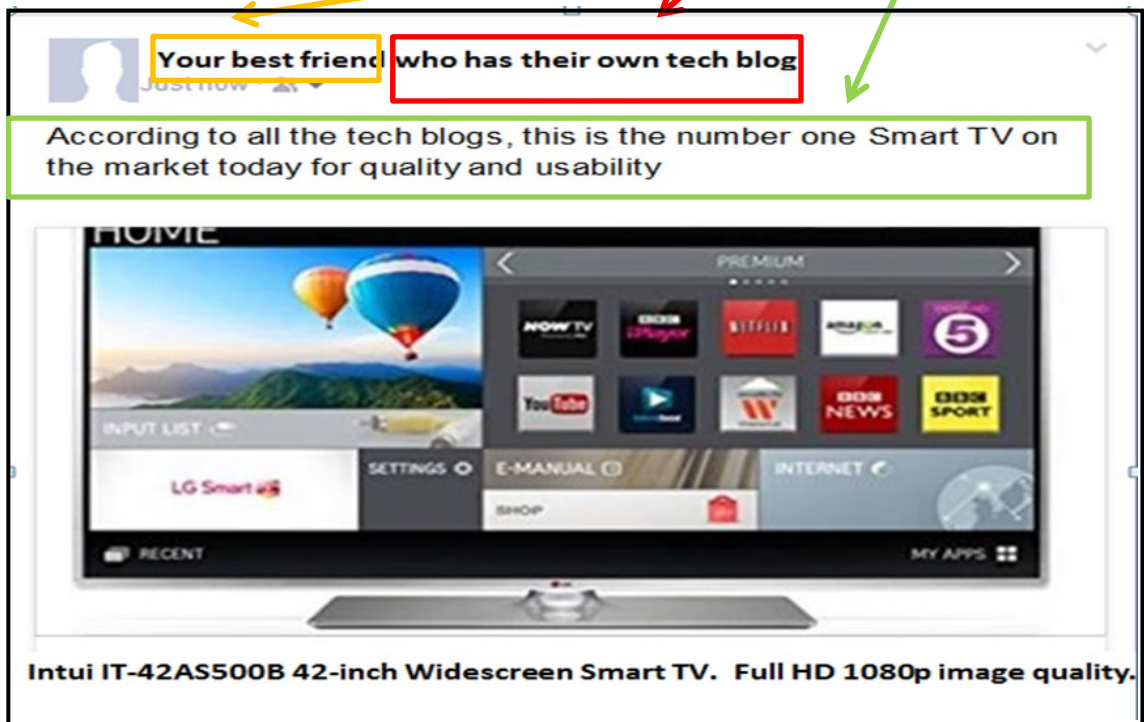 Your best friend who has their own tech blog
Just now
According to all the tech blogs, this is the number one Smart TV on
the market today for quality and usability
HOME
PREMIUM
NOW TV
BBC iPlayer
NETFLIX
amazon
5
YouTube
BBC NEWS
BBC SPORT
INPUT LIST
SETTINGS
E-MANUAL
INTERNET
LG Smart
SHOP
RECENT
MY APPS
Intui IT-42AS500B 42-inch Widescreen Smart TV.  Full HD 1080p image quality.